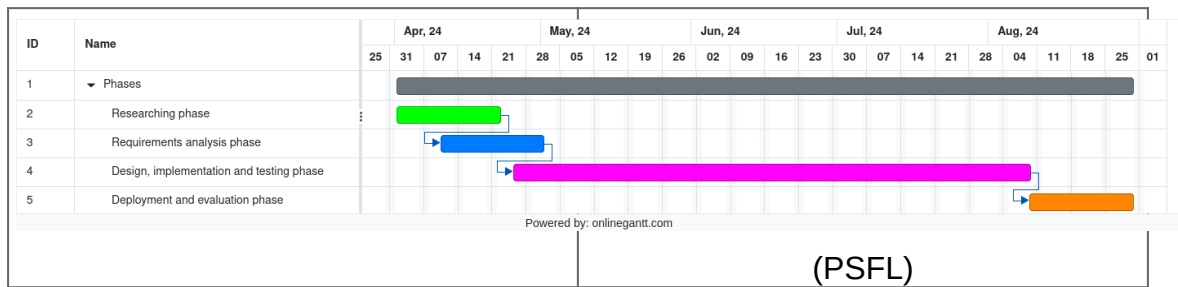 ID Name Apr, 24 May, 24 Jun, 24 Jul, 24 Aug, 24
25 31 07 14 21 28 05 12 19 26 02 09 16 23 30 07 14 21 28 04 11 18 25 01
1 Phases
2 Researching phase
3 Requirements analysis phase
4 Design, implementation and testing phase
5 Deployment and evaluation phase
Powered by: onlinegantt.com
(PSFL)